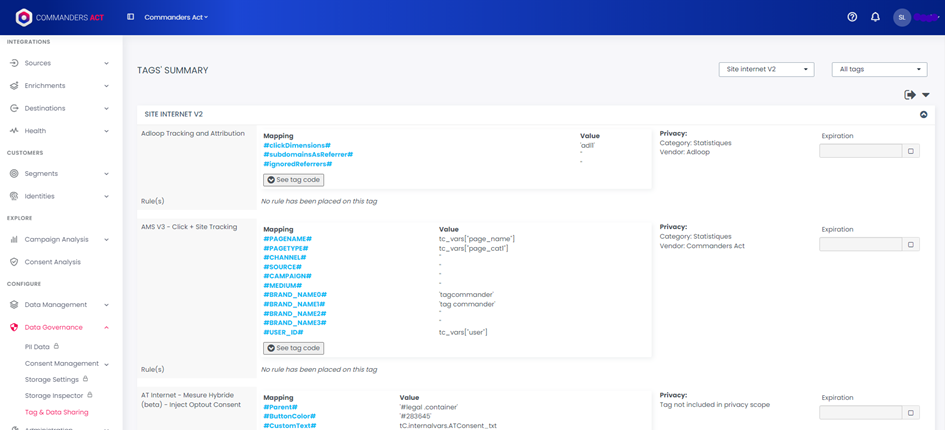 COMMANDERS ACT
Commanders Act
SL
INTEGRATIONS
Sources
Enrichments
Destinations
Health
CUSTOMERS
Segments
Identities
EXPLORE
Campaign Analysis
Consent Analysis
CONFIGURE
Data Management
Data Governance
PII Data
Consent Management
Storage Settings
Storage Inspector
Tag & Data Sharing
Administration
TAGS' SUMMARY
Site internet V2
All tags
SITE INTERNET V2
Adloop Tracking and Attribution
Mapping
Value
#clickDimensions#
'adll'
#subdomainsAsReferrer#
''
#ignoredReferrers#
''
See tag code
Privacy:
Category: Statistiques
Vendor: Adloop
Expiration
Rule(s)
No rule has been placed on this tag
AMS V3 - Click + Site Tracking
Mapping
Value
#PAGENAME#
tc_vars["page_name"]
#PAGETYPE#
tc_vars["page_cat1"]
#CHANNEL#
''
#SOURCE#
''
#CAMPAIGN#
''
#MEDIUM#
''
#BRAND_NAME0#
'tagcommander'
#BRAND_NAME1#
'tag commander'
#BRAND_NAME2#
''
#BRAND_NAME3#
''
#USER_ID#
tc_vars["user"]
See tag code
Privacy:
Category: Statistiques
Vendor: Commanders Act
Expiration
Rule(s)
No rule has been placed on this tag
AT Internet - Mesure Hybride
(beta) - Inject Optout Consent
Mapping
Value
#Parent#
'#legal .container'
#ButtonColor#
'#283645'
#CustomText#
tC.internalvars.ATConsent_txt
Privacy:
Tag not included in privacy scope
Expiration